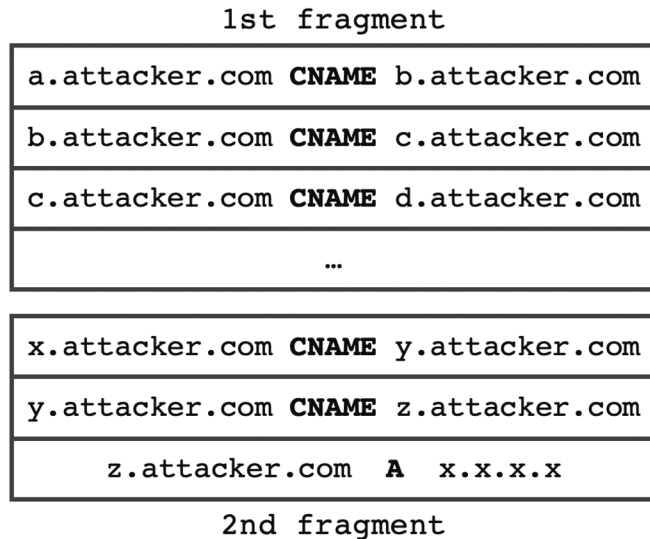 1st fragment
a.attacker.com CNAME b.attacker.com
b.attacker.com CNAME c.attacker.com
c.attacker.com CNAME d.attacker.com
…
x.attacker.com CNAME y.attacker.com
y.attacker.com CNAME z.attacker.com
z.attacker.com A x.x.x.x
2nd fragment